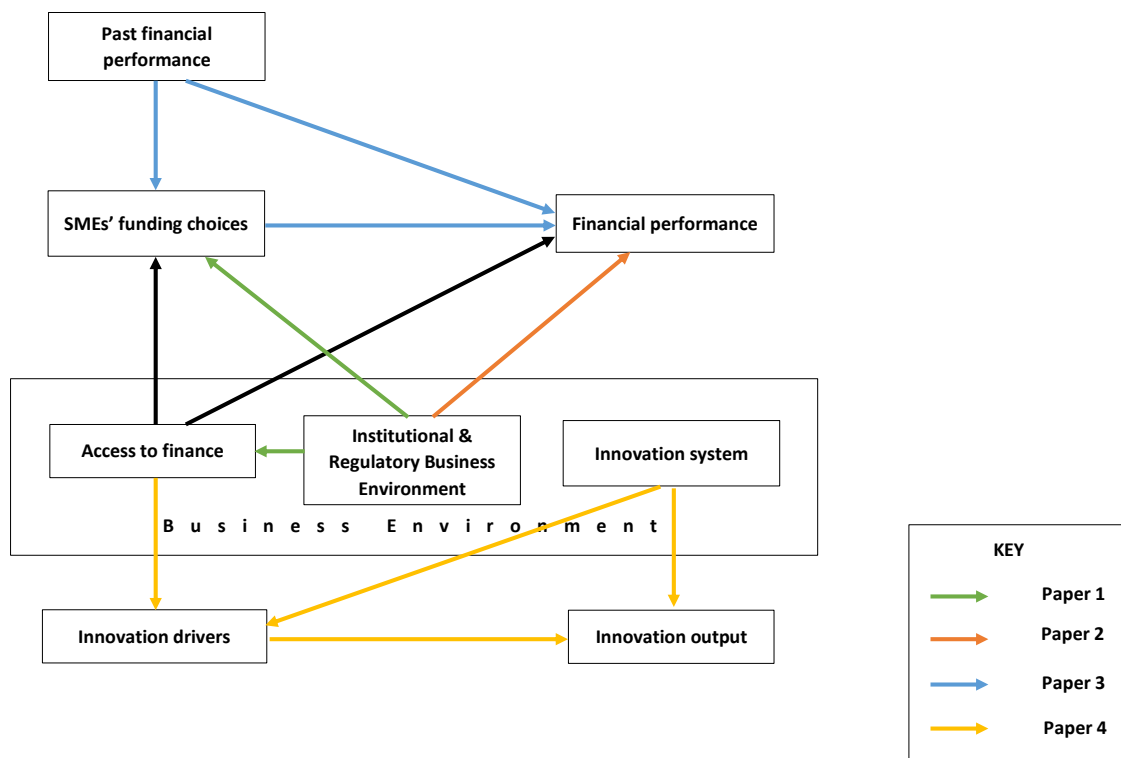 Past financial
performance
SMEs’ funding choices
Financial performance
Access to finance
Institutional &
Regulatory Business
Environment
Innovation system
B u s i n e s s E n v i r o n m e n t
Innovation drivers
Innovation output
KEY
Paper 1
Paper 2
Paper 3
Paper 4